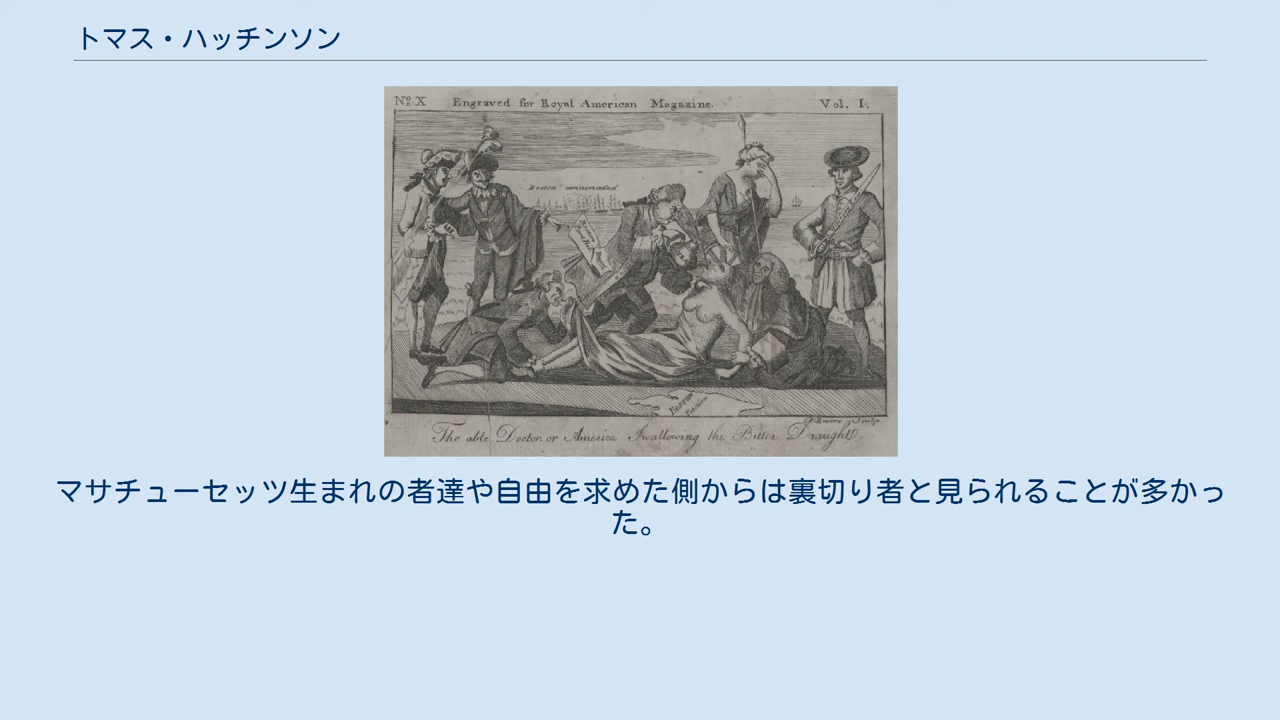 トマス・ハッチンソン
No. X Engraved for Royal American Magazine. Vol. I.
Boston cannonaded
The able Doctor, or America Swallowing the Bitter Draught.
マサチューセッツ生まれの者達や自由を求めた側からは裏切り者と見られることが多かっ
た。